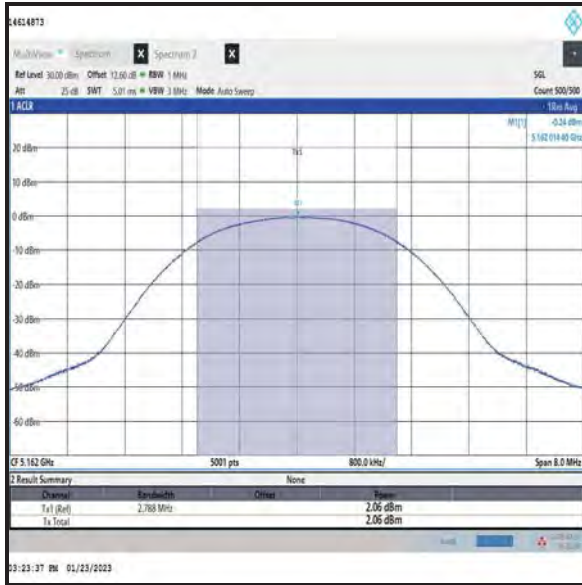 14614873
MultiView Spectrum X Spectrum 2 X
Ref Level 30.00 dBm Offset 12.60 dB RBW 1 MHz SGL
Att 25 dB SWT 5.01 ms VBW 3 MHz Mode Auto Sweep Count 500/500
1 ACLR 1Rm Avg
M1[1] -0.24 dBm
5.162 014 40 GHz
Tx1
20 dBm
10 dBm
0 dBm
-10 dBm
-20 dBm
-30 dBm
-40 dBm
-50 dBm
-60 dBm
CF 5.162 GHz 5001 pts 800.0 kHz/ Span 8.0 MHz
2 Result Summary None
Channel Bandwidth Offset Power
Tx1 (Ref) 2.788 MHz 2.06 dBm
Tx Total 2.06 dBm
03:23:37 PM 01/23/2023